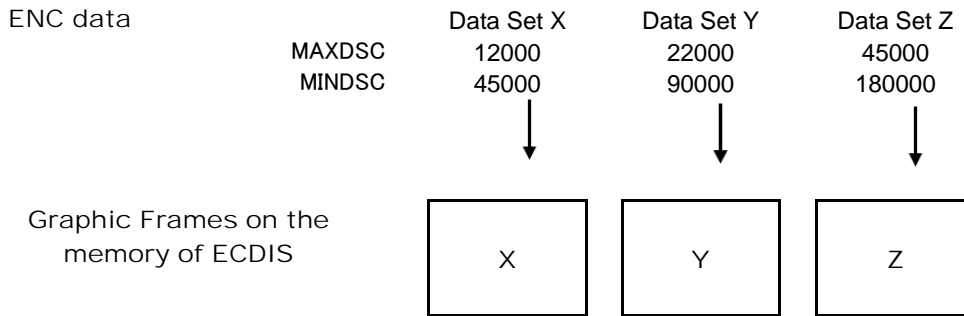 ENC data Data Set X Data Set Y Data Set Z
MAXDSC 12000 22000 45000
MINDSC 45000 90000 180000
Graphic Frames on the
memory of ECDIS
X Y Z